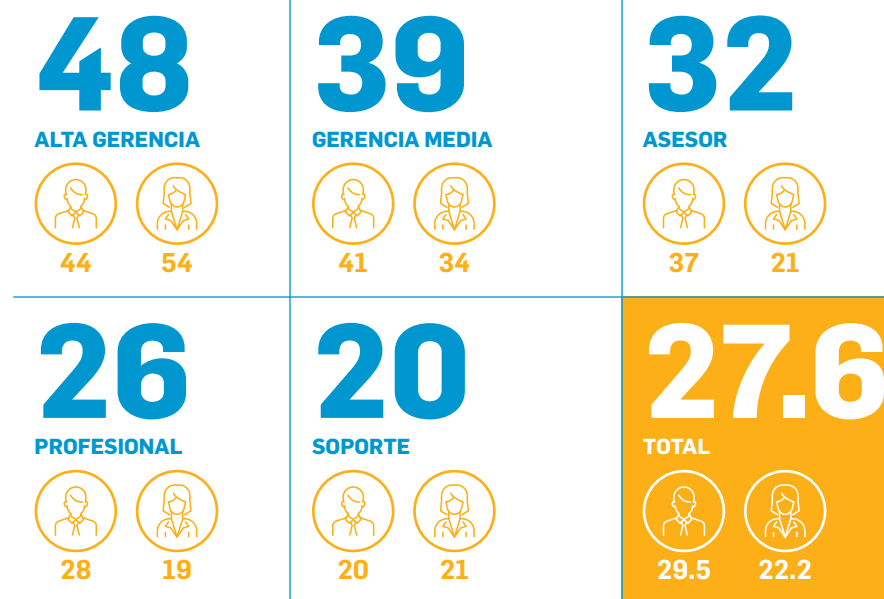 48
ALTA GERENCIA
44 54
39
GERENCIA MEDIA
41 34
32
ASESOR
37 21
26
PROFESIONAL
28 19
20
SOPORTE
20 21
27.6
TOTAL
29.5 22.2